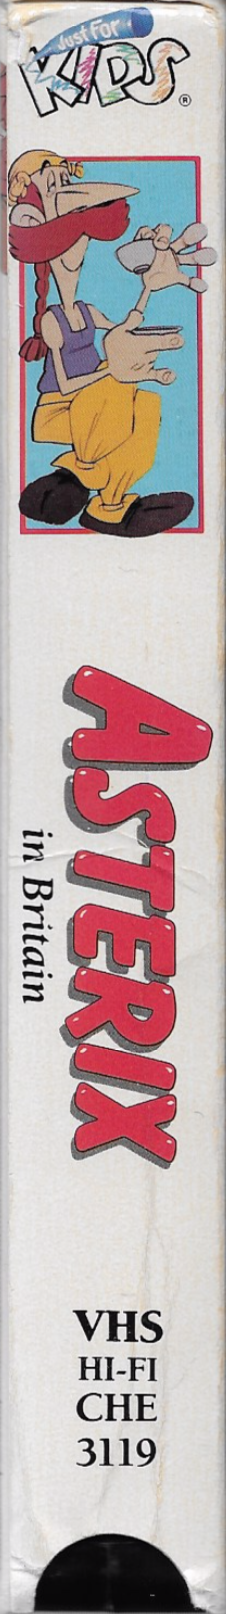 Just For
KIDS®
ASTERIX
in Britain
VHS
HI-FI
CHE
3119